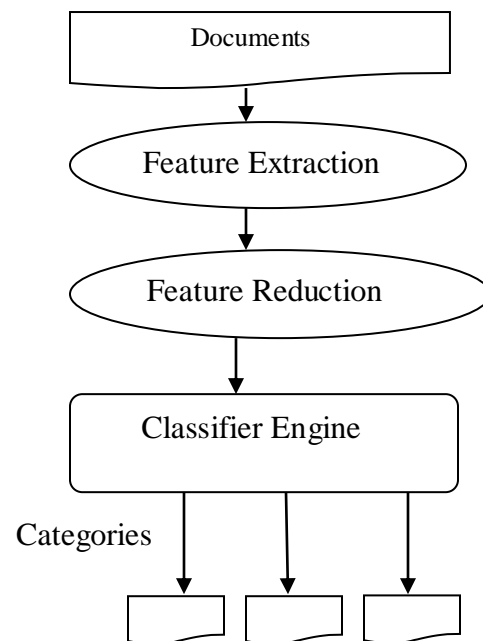 Documents
Feature Extraction
Feature Reduction
Classifier Engine
Categories